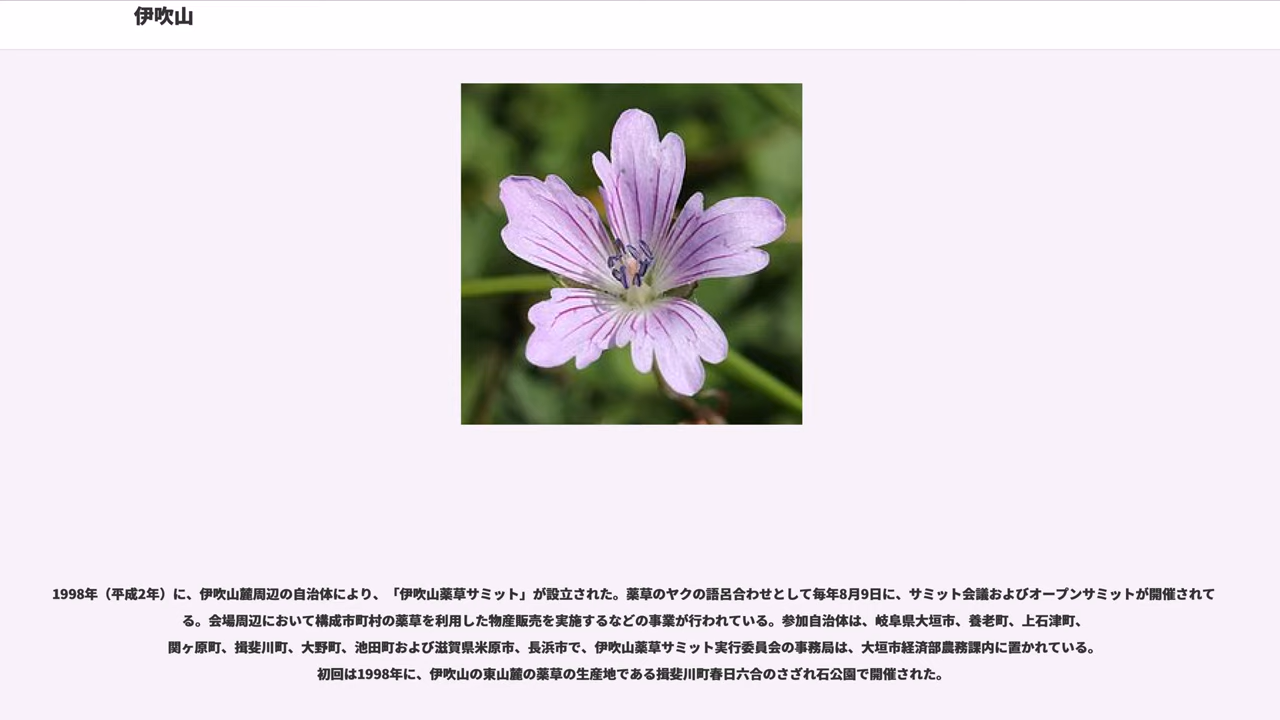 伊吹山
1998年（平成2年）に、伊吹山麓周辺の自治体により、「伊吹山薬草サミット」が設立された。薬草のヤクの語呂合わせとして毎年8月9日に、サミット会議およびオープンサミットが開催されて
る。会場周辺において構成市町村の薬草を利用した物産販売を実施するなどの事業が行われている。参加自治体は、岐阜県大垣市、養老町、上石津町、
関ヶ原町、揖斐川町、大野町、池田町および滋賀県米原市、長浜市で、伊吹山薬草サミット実行委員会の事務局は、大垣市経済部農務課内に置かれている。
初回は1998年に、伊吹山の東山麓の薬草の生産地である揖斐川町春日六合のさざれ石公園で開催された。